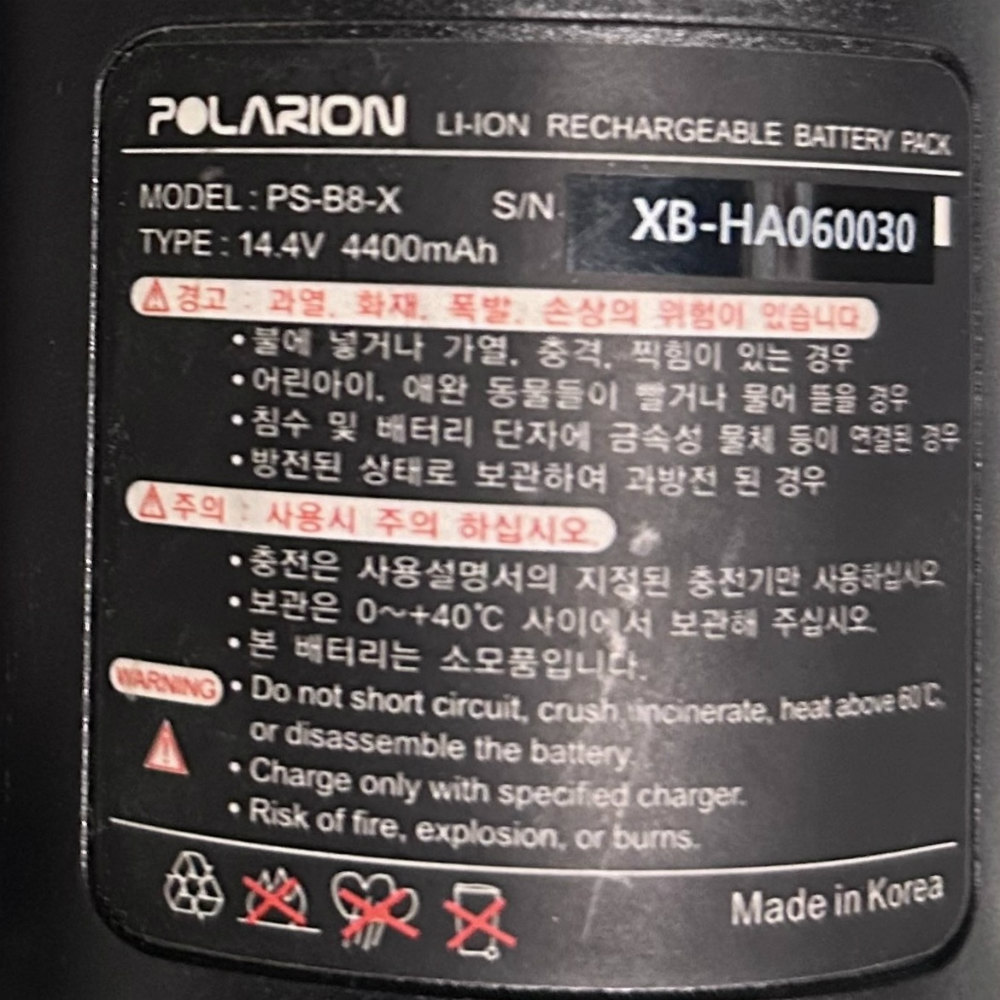 POLARION LI-ION RECHARGEABLE BATTERY PACK
MODEL : PS-B8-X S/N XB-HA060030
TYPE : 14.4V 4400mAh
경고 : 과열, 화재, 폭발, 손상의 위험이 있습니다
• 불에 넣거나 가열, 충격, 찍힘이 있는 경우
• 어린아이, 애완 동물들이 빨거나 물어 뜯을 경우
• 침수 및 배터리 단자에 금속성 물체 등이 연결된 경우
• 방전된 상태로 보관하여 과방전 된 경우
주의 : 사용시 주의 하십시오
• 충전은 사용설명서의 지정된 충전기만 사용하십시오
• 보관은 0~+40℃ 사이에서 보관해 주십시오
• 본 배터리는 소모품입니다.
WARNING • Do not short circuit, crush, incinerate, heat above 60℃,
or disassemble the battery.
• Charge only with specified charger.
• Risk of fire, explosion, or burns.
Made in Korea